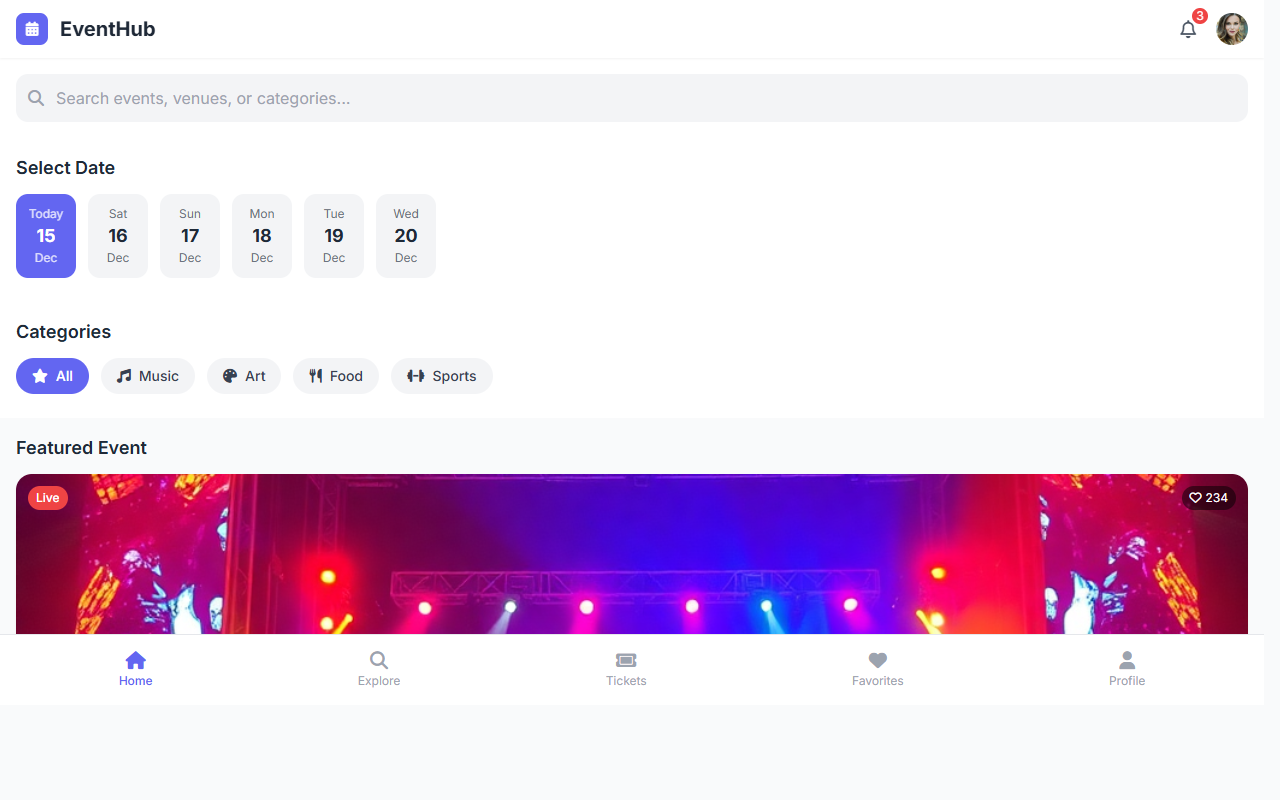 EventHub
3
Search events, venues, or categories...
Select Date
Today Sat Sun Mon Tue Wed
15 16 17 18 19 20
Dec Dec Dec Dec Dec Dec
Categories
All Music Art Food Sports
Featured Event
Live 234
Home Explore Tickets Favorites Profile